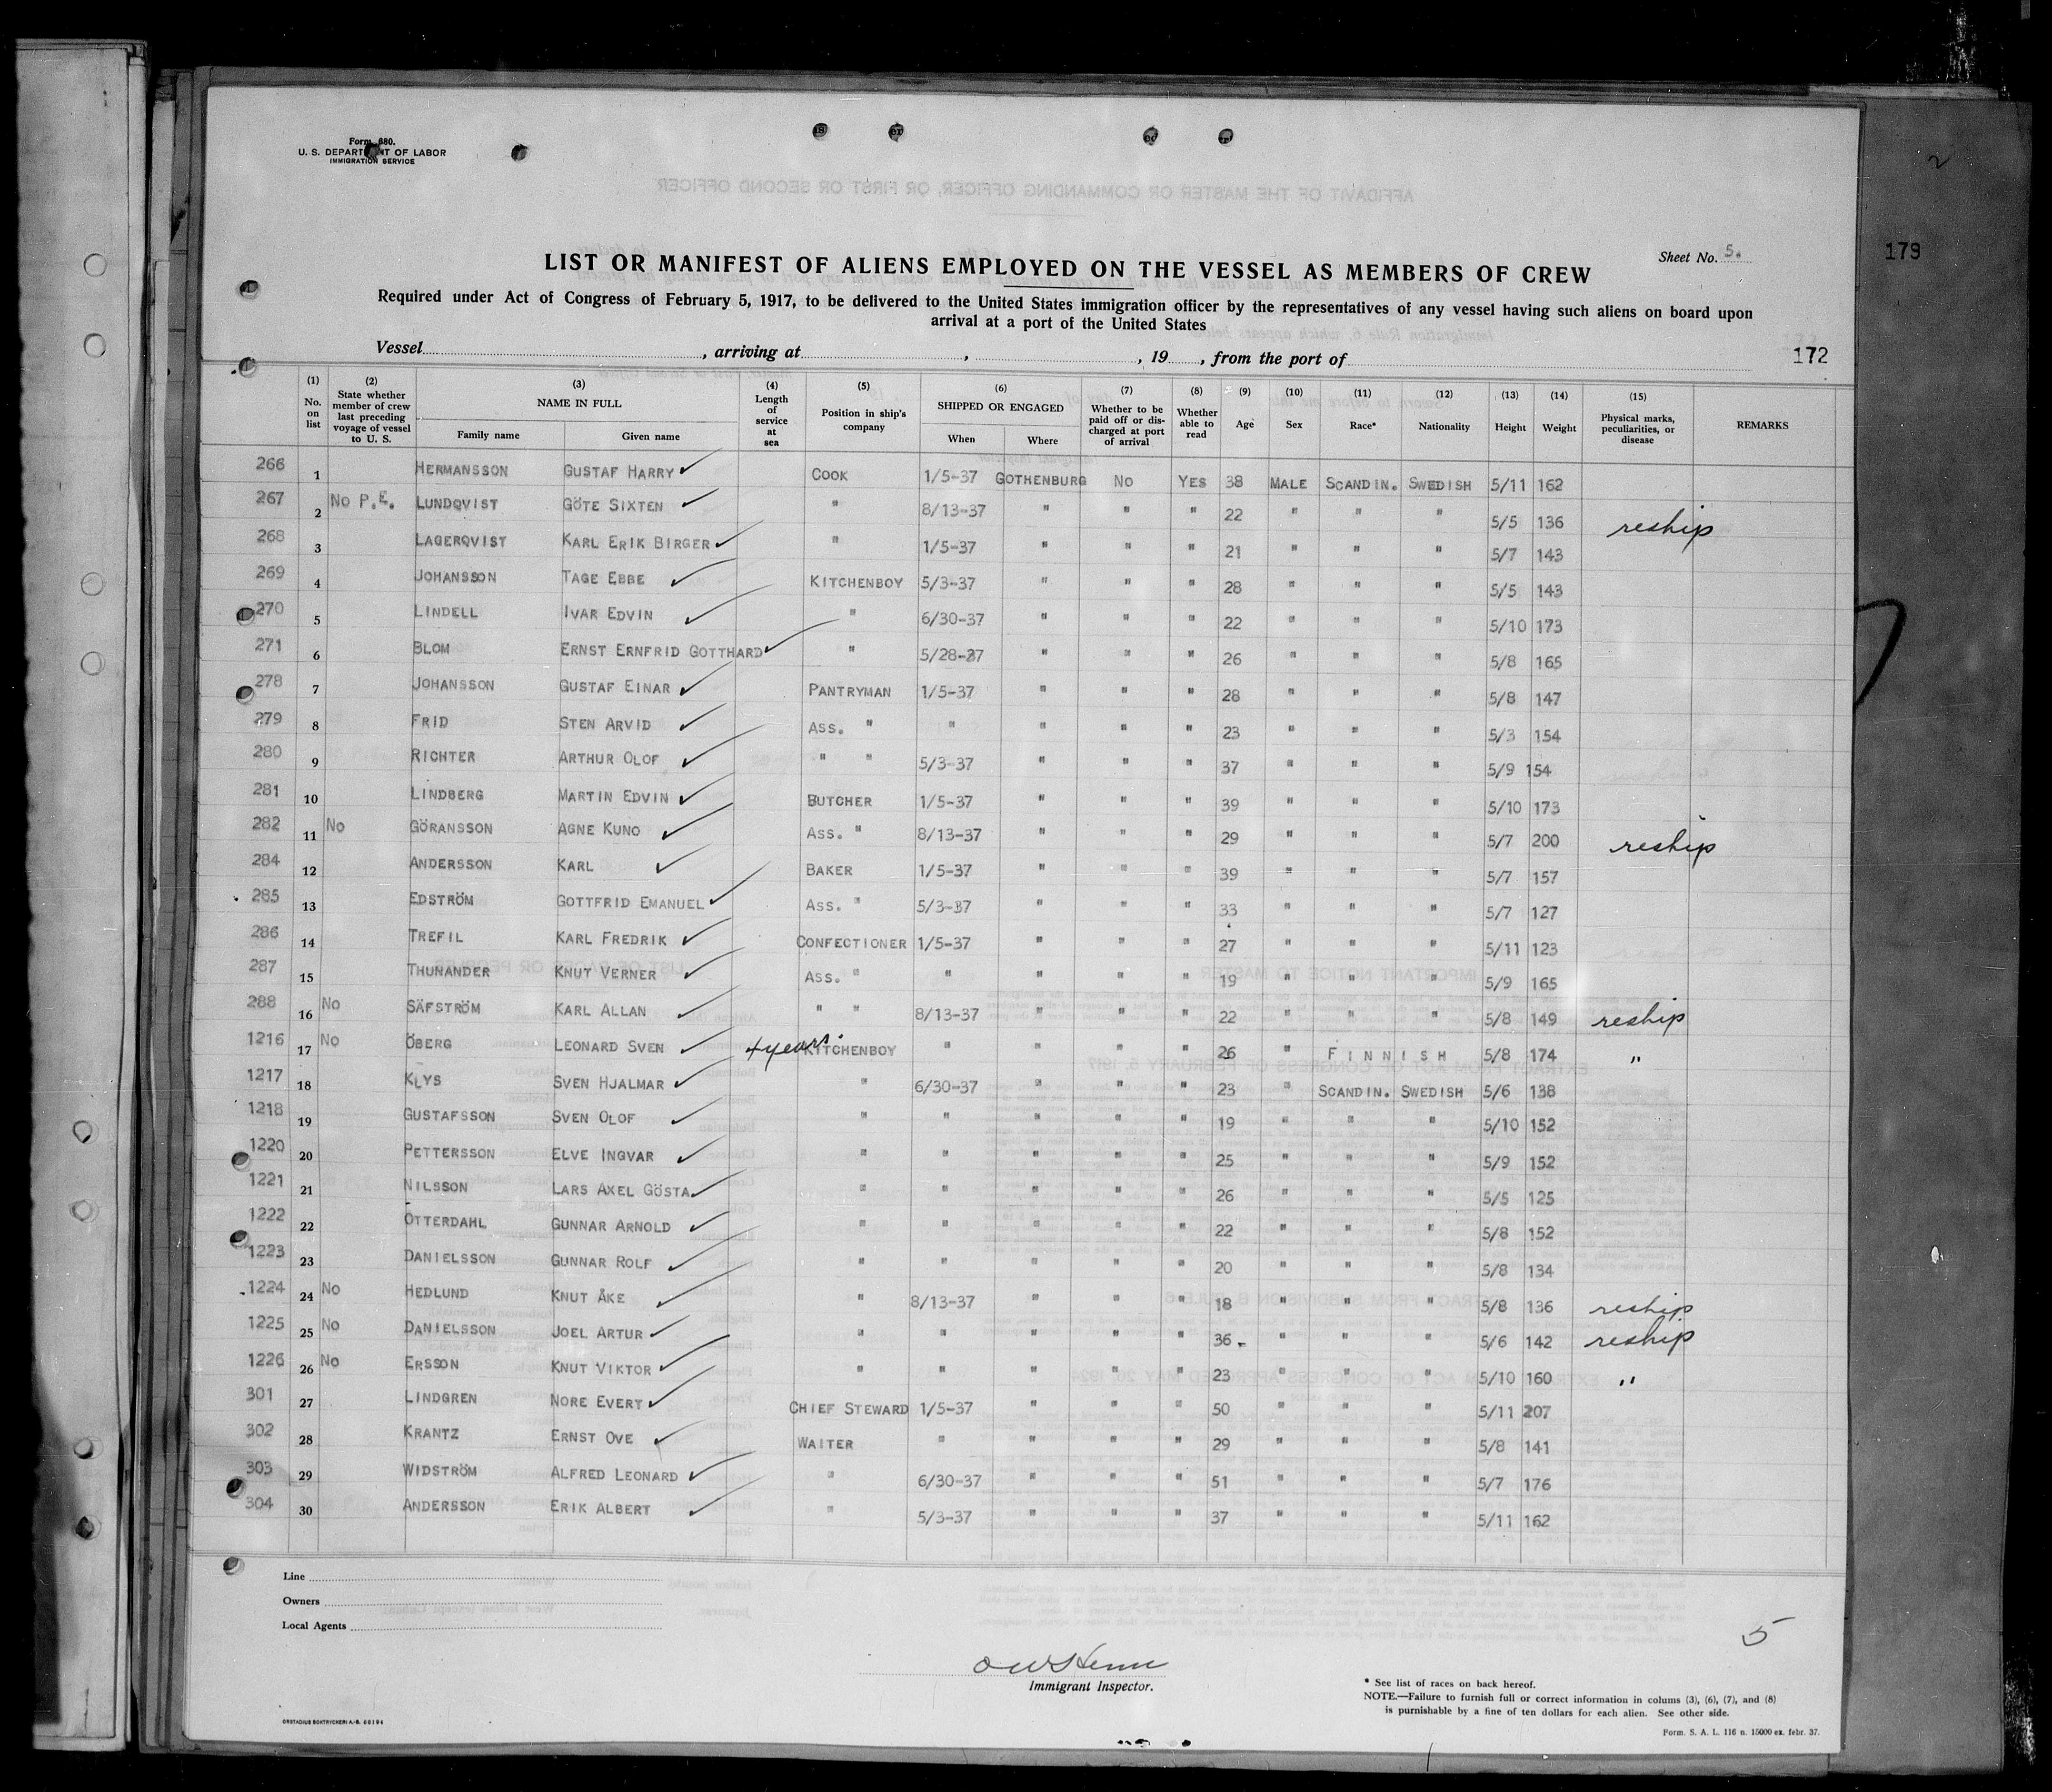 Form 680.
U. S. DEPARTMENT OF LABOR
IMMIGRATION SERVICE
AFFIDAVIT OF THE MASTER OR COMMANDING OFFICER, OR FIRST OR SECOND OFFICER
Sheet No. 5.
179
LIST OR MANIFEST OF ALIENS EMPLOYED ON THE VESSEL AS MEMBERS OF CREW
Required under Act of Congress of February 5, 1917, to be delivered to the United States immigration officer by the representatives of any vessel having such aliens on board upon
arrival at a port of the United States
Vessel , arriving at , , 19 , from the port of
172
(1) No. on list (2) State whether member of crew last preceding voyage of vessel to U. S. (3) NAME IN FULL Family name Given name (4) Length of service at sea (5) Position in ship's company (6) SHIPPED OR ENGAGED When Where (7) Whether to be paid off or discharged at port of arrival (8) Whether able to read (9) Age (10) Sex (11) Race* (12) Nationality (13) Height (14) Weight (15) Physical marks, peculiarities, or disease REMARKS
266 1 HERMANSSON GUSTAF HARRY ✓ COOK 1/5-37 GOTHENBURG NO YES 38 MALE SCANDIN. SWEDISH 5/11 162
267 2 NO P.E. LUNDQVIST GÖTE SIXTEN ✓ " 8/13-37 " " " 22 " " " 5/5 136 reship
268 3 LAGERQVIST KARL ERIK BIRGER ✓ " 1/5-37 " " " 21 " " " 5/7 143
269 4 JOHANSSON TAGE EBBE ✓ KITCHENBOY 5/3-37 " " " 28 " " " 5/5 143
270 5 LINDELL IVAR EDVIN ✓ " 6/30-37 " " " 22 " " " 5/10 173
271 6 BLOM ERNST ERNFRID GOTTHARD ✓ " 5/28-37 " " " 26 " " " 5/8 165
278 7 JOHANSSON GUSTAF EINAR ✓ PANTRYMAN 1/5-37 " " " 28 " " " 5/8 147
279 8 FRID STEN ARVID ✓ ASS. " " " " " 23 " " " 5/3 154
280 9 RICHTER ARTHUR OLOF ✓ " " 5/3-37 " " " 37 " " " 5/9 154
281 10 LINDBERG MARTIN EDVIN ✓ BUTCHER 1/5-37 " " " 39 " " " 5/10 173
282 11 NO GÖRANSSON AGNE KUNO ✓ ASS. " 8/13-37 " " " 29 " " " 5/7 200 reship
284 12 ANDERSSON KARL ✓ BAKER 1/5-37 " " " 39 " " " 5/7 157
285 13 EDSTRÖM GOTTFRID EMANUEL ✓ ASS. " 5/3-37 " " " 33 " " " 5/7 127
286 14 TREFIL KARL FREDRIK ✓ CONFECTIONER 1/5-37 " " " 27 " " " 5/11 123
287 15 THUNANDER KNUT VERNER ✓ ASS. " " " " " 19 " " " 5/9 165
288 16 NO SÄFSTRÖM KARL ALLAN ✓ " " 8/13-37 " " " 22 " " " 5/8 149 reship
1216 17 NO ÖBERG LEONARD SVEN ✓ 4 years KITCHENBOY " " " " 26 " FINNISH 5/8 174 "
1217 18 KLYS SVEN HJALMAR ✓ " 6/30-37 " " " 23 " SCANDIN. SWEDISH 5/6 138
1218 19 GUSTAFSSON SVEN OLOF ✓ " " " " " 19 " " " 5/10 152
1220 20 PETTERSSON ELVE INGVAR ✓ " " " " " 25 " " " 5/9 152
1221 21 NILSSON LARS AXEL GÖSTA ✓ " " " " " 26 " " " 5/5 125
1222 22 OTTERDAHL GUNNAR ARNOLD ✓ " " " " " 22 " " " 5/8 152
1223 23 DANIELSSON GUNNAR ROLF ✓ " " " " " 20 " " " 5/8 134
1224 24 NO HEDLUND KNUT ÅKE ✓ " 8/13-37 " " " 18 " " " 5/8 136 reship
1225 25 NO DANIELSSON JOEL ARTUR ✓ " " " " " 36 - " " " 5/6 142 reship
1226 26 NO ERSSON KNUT VIKTOR ✓ " " " " " 23 " " " 5/10 160 "
301 27 LINDGREN NORE EVERT ✓ CHIEF STEWARD 1/5-37 " " " 50 " " " 5/11 207
302 28 KRANTZ ERNST OVE ✓ WAITER " " " " 29 " " " 5/8 141
303 29 WIDSTRÖM ALFRED LEONARD ✓ " 6/30-37 " " " 51 " " " 5/7 176
304 30 ANDERSSON ERIK ALBERT ✓ " 5/3-37 " " " 37 " " " 5/11 162
Line
Owners
Local Agents
5
Immigrant Inspector.
* See list of races on back hereof.
NOTE.—Failure to furnish full or correct information in colums (3), (6), (7), and (8)
is purnishable by a fine of ten dollars for each alien. See other side.
Form. S. A. L. 116 n. 15000 ex. febr. 37.